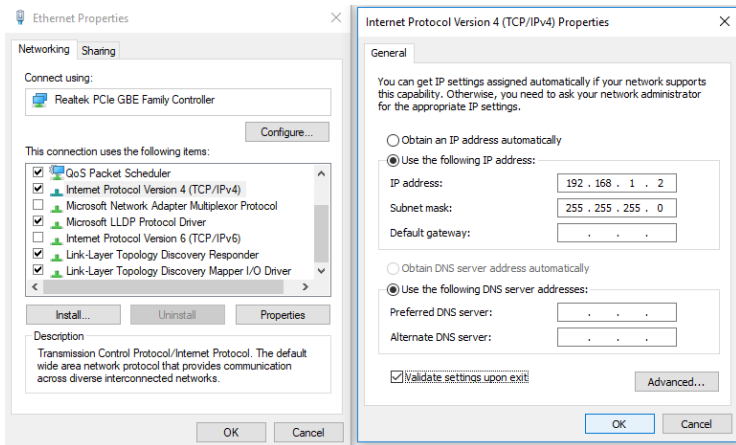 Ethernet Properties
Networking
Sharing
Connect using:
Realtek PCIe GBE Family Controller
Configure...
This connection uses the following items:
QoS Packet Scheduler
Internet Protocol Version 4 (TCP/IPv4)
Microsoft Network Adapter Multiplexor Protocol
Microsoft LLDP Protocol Driver
Internet Protocol Version 6 (TCP/IPv6)
Link-Layer Topology Discovery Responder
Link-Layer Topology Discovery Mapper I/O Driver
Install...
Uninstall
Properties
Description
Transmission Control Protocol/Internet Protocol. The default
wide area network protocol that provides communication
across diverse interconnected networks.
OK
Cancel
Internet Protocol Version 4 (TCP/IPv4) Properties
General
You can get IP settings assigned automatically if your network supports
this capability. Otherwise, you need to ask your network administrator
for the appropriate IP settings.
Obtain an IP address automatically
Use the following IP address:
IP address: 192 . 168 . 1 . 2
Subnet mask: 255 . 255 . 255 . 0
Default gateway: . . .
Obtain DNS server address automatically
Use the following DNS server addresses:
Preferred DNS server: . . .
Alternate DNS server: . . .
Validate settings upon exit
Advanced...
OK
Cancel